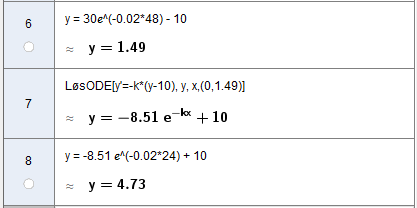 6
y = 30e^(-0.02*48) - 10
≈ y = 1.49
7
LøsODE[y'=-k*(y-10), y, x,(0,1.49)]
≈ y = −8.51 e^−kx + 10
8
y = -8.51 e^(-0.02*24) + 10
≈ y = 4.73